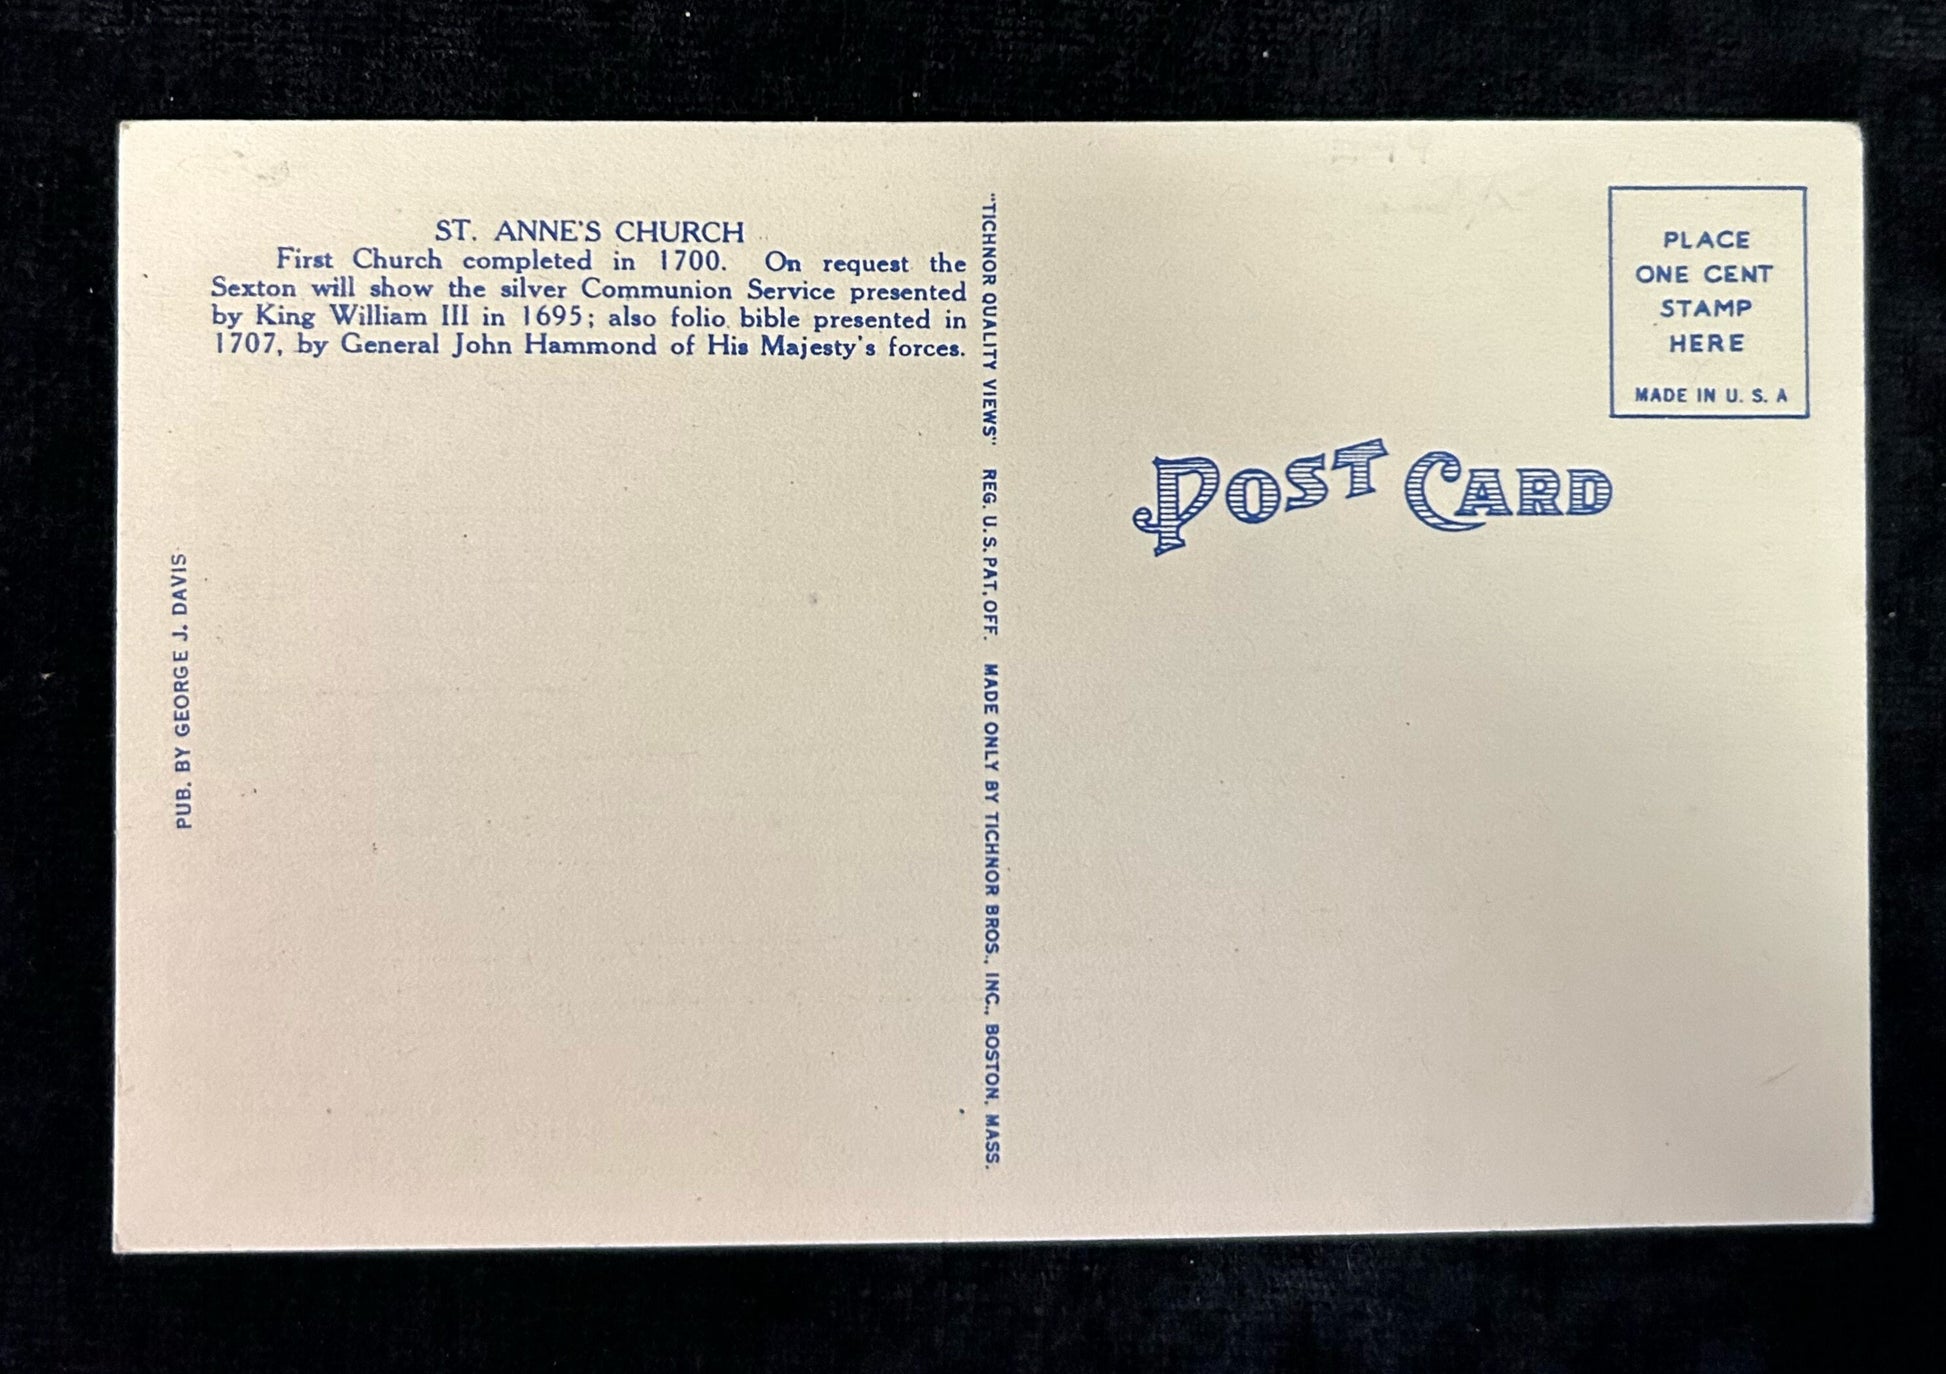 ST. ANNE'S CHURCH
First Church completed in 1700. On request the
Sexton will show the silver Communion Service presented
by King William III in 1695; also folio bible presented in
1707, by General John Hammond of His Majesty's forces.
PUB. BY GEORGE J. DAVIS
"TICHNOR QUALITY VIEWS" REG. U. S. PAT. OFF. MADE ONLY BY TICHNOR BROS., INC., BOSTON, MASS.
PLACE
ONE CENT
STAMP
HERE
MADE IN U. S. A
POST CARD